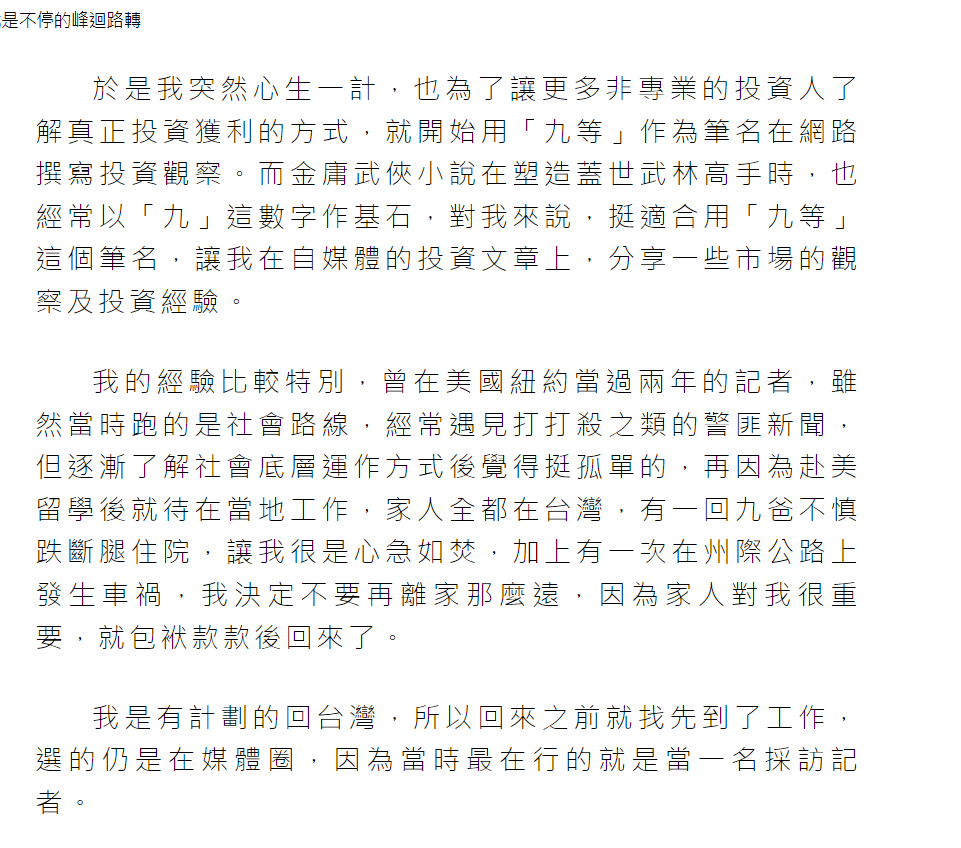 是不停的峰迴路轉
於是我突然心生一計，也為了讓更多非專業的投資人了
解真正投資獲利的方式，就開始用「九等」作為筆名在網路
撰寫投資觀察。而金庸武俠小說在塑造蓋世武林高手時，也
經常以「九」這數字作基石，對我來說，挺適合用「九等」
這個筆名，讓我在自媒體的投資文章上，分享一些市場的觀
察及投資經驗。
我的經驗比較特別，曾在美國紐約當過兩年的記者，雖
然當時跑的是社會路線，經常遇見打打殺之類的警匪新聞，
但逐漸了解社會底層運作方式後覺得挺孤單的，再因為赴美
留學後就待在當地工作，家人全都在台灣，有一回九爸不慎
跌斷腿住院，讓我很是心急如焚，加上有一次在州際公路上
發生車禍，我決定不要再離家那麼遠，因為家人對我很重
要，就包袱款款後回來了。
我是有計劃的回台灣，所以回來之前就找先到了工作，
選的仍是在媒體圈，因為當時最在行的就是當一名採訪記
者。